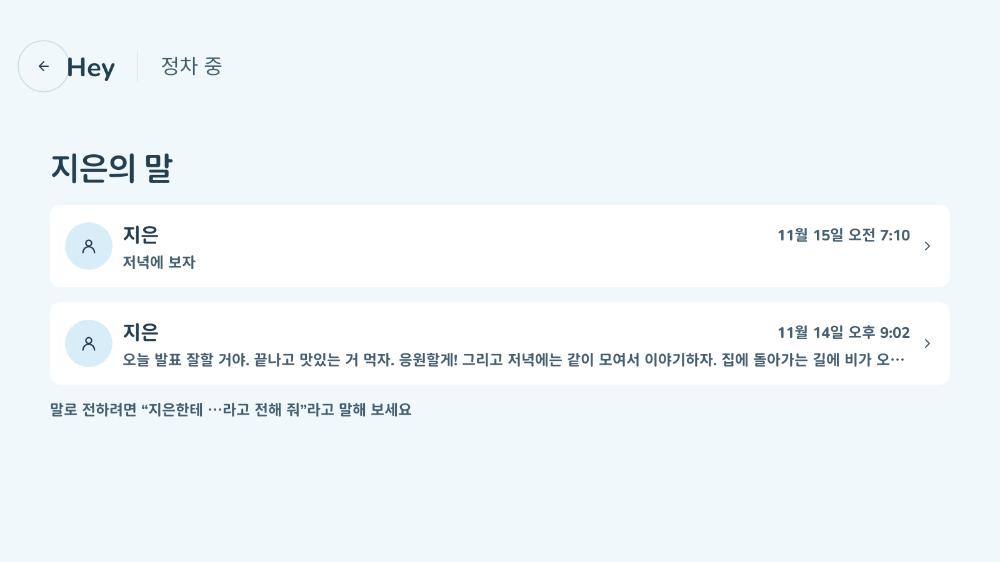 Hey
정차 중
지은의 말
지은
11월 15일 오전 7:10
저녁에 보자
지은
11월 14일 오후 9:02
오늘 발표 잘할 거야. 끝나고 맛있는 거 먹자. 응원할게! 그리고 저녁에는 같이 모여서 이야기하자. 집에 돌아가는 길에 비가 오…
말로 전하려면 “지은한테 …라고 전해 줘”라고 말해 보세요